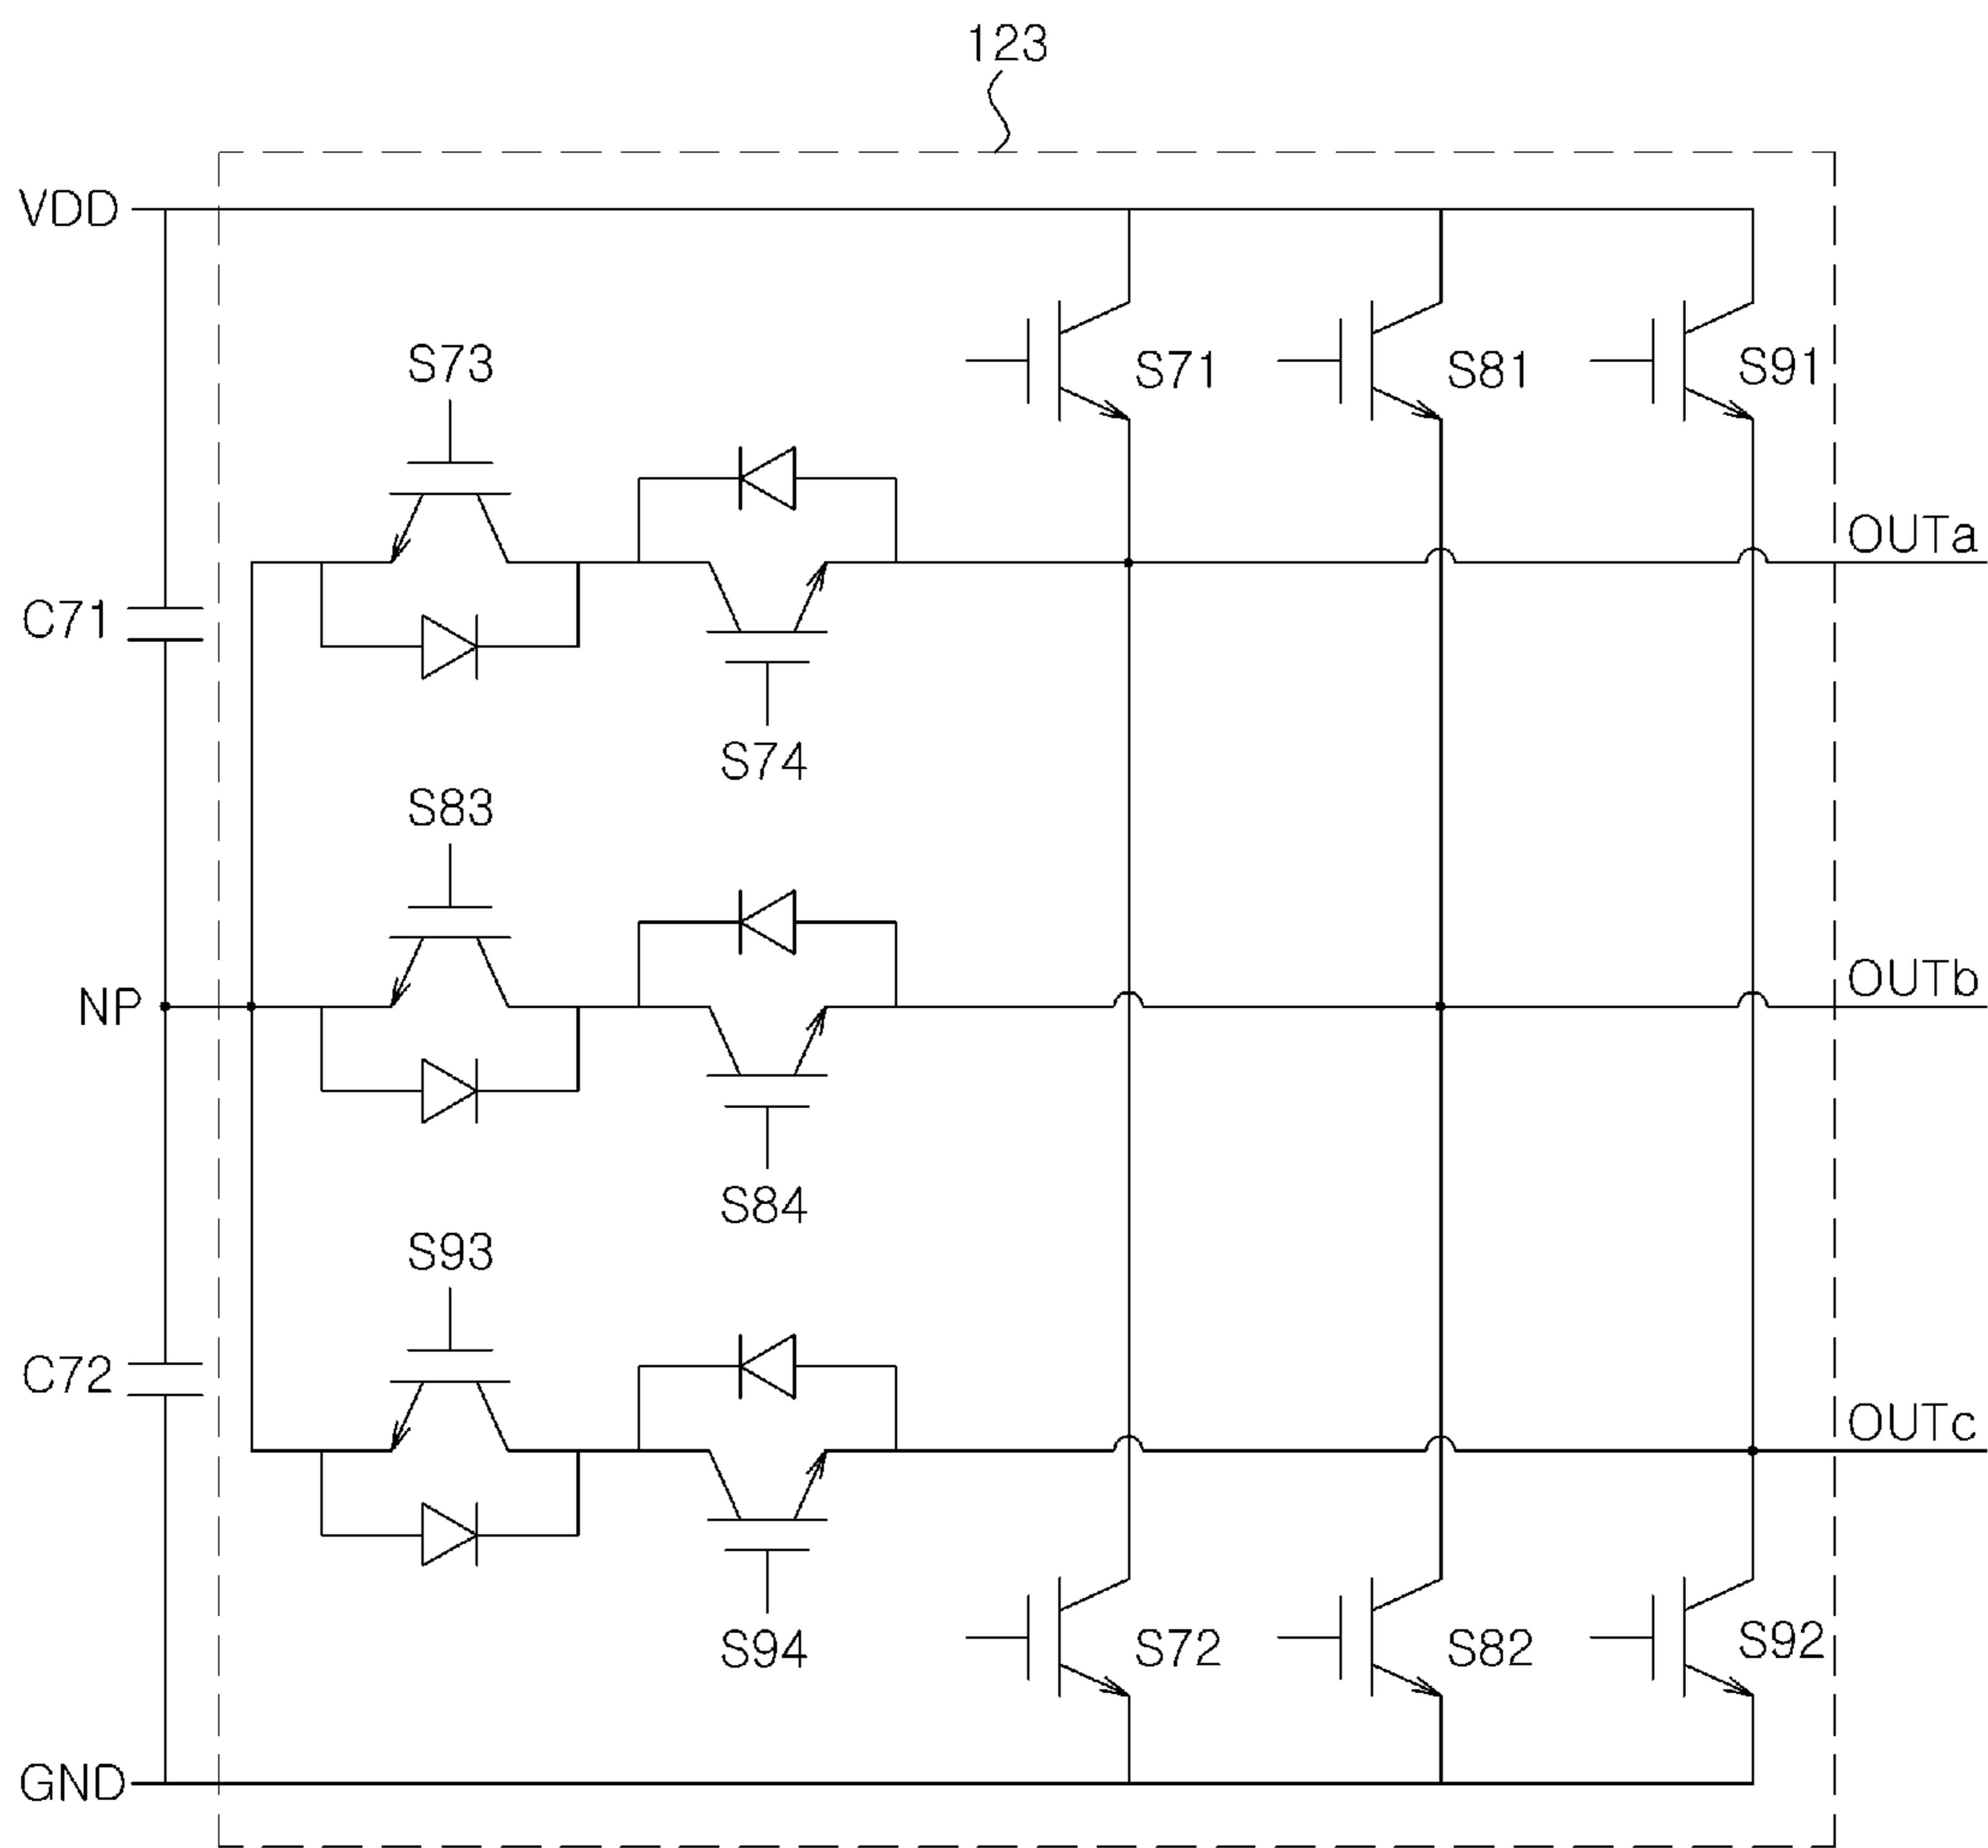 123
VDD
S73
S71
S81
S91
OUTa
C71
S74
S83
NP
OUTb
S84
S93
C72
OUTc
S94
S72
S82
S92
GND